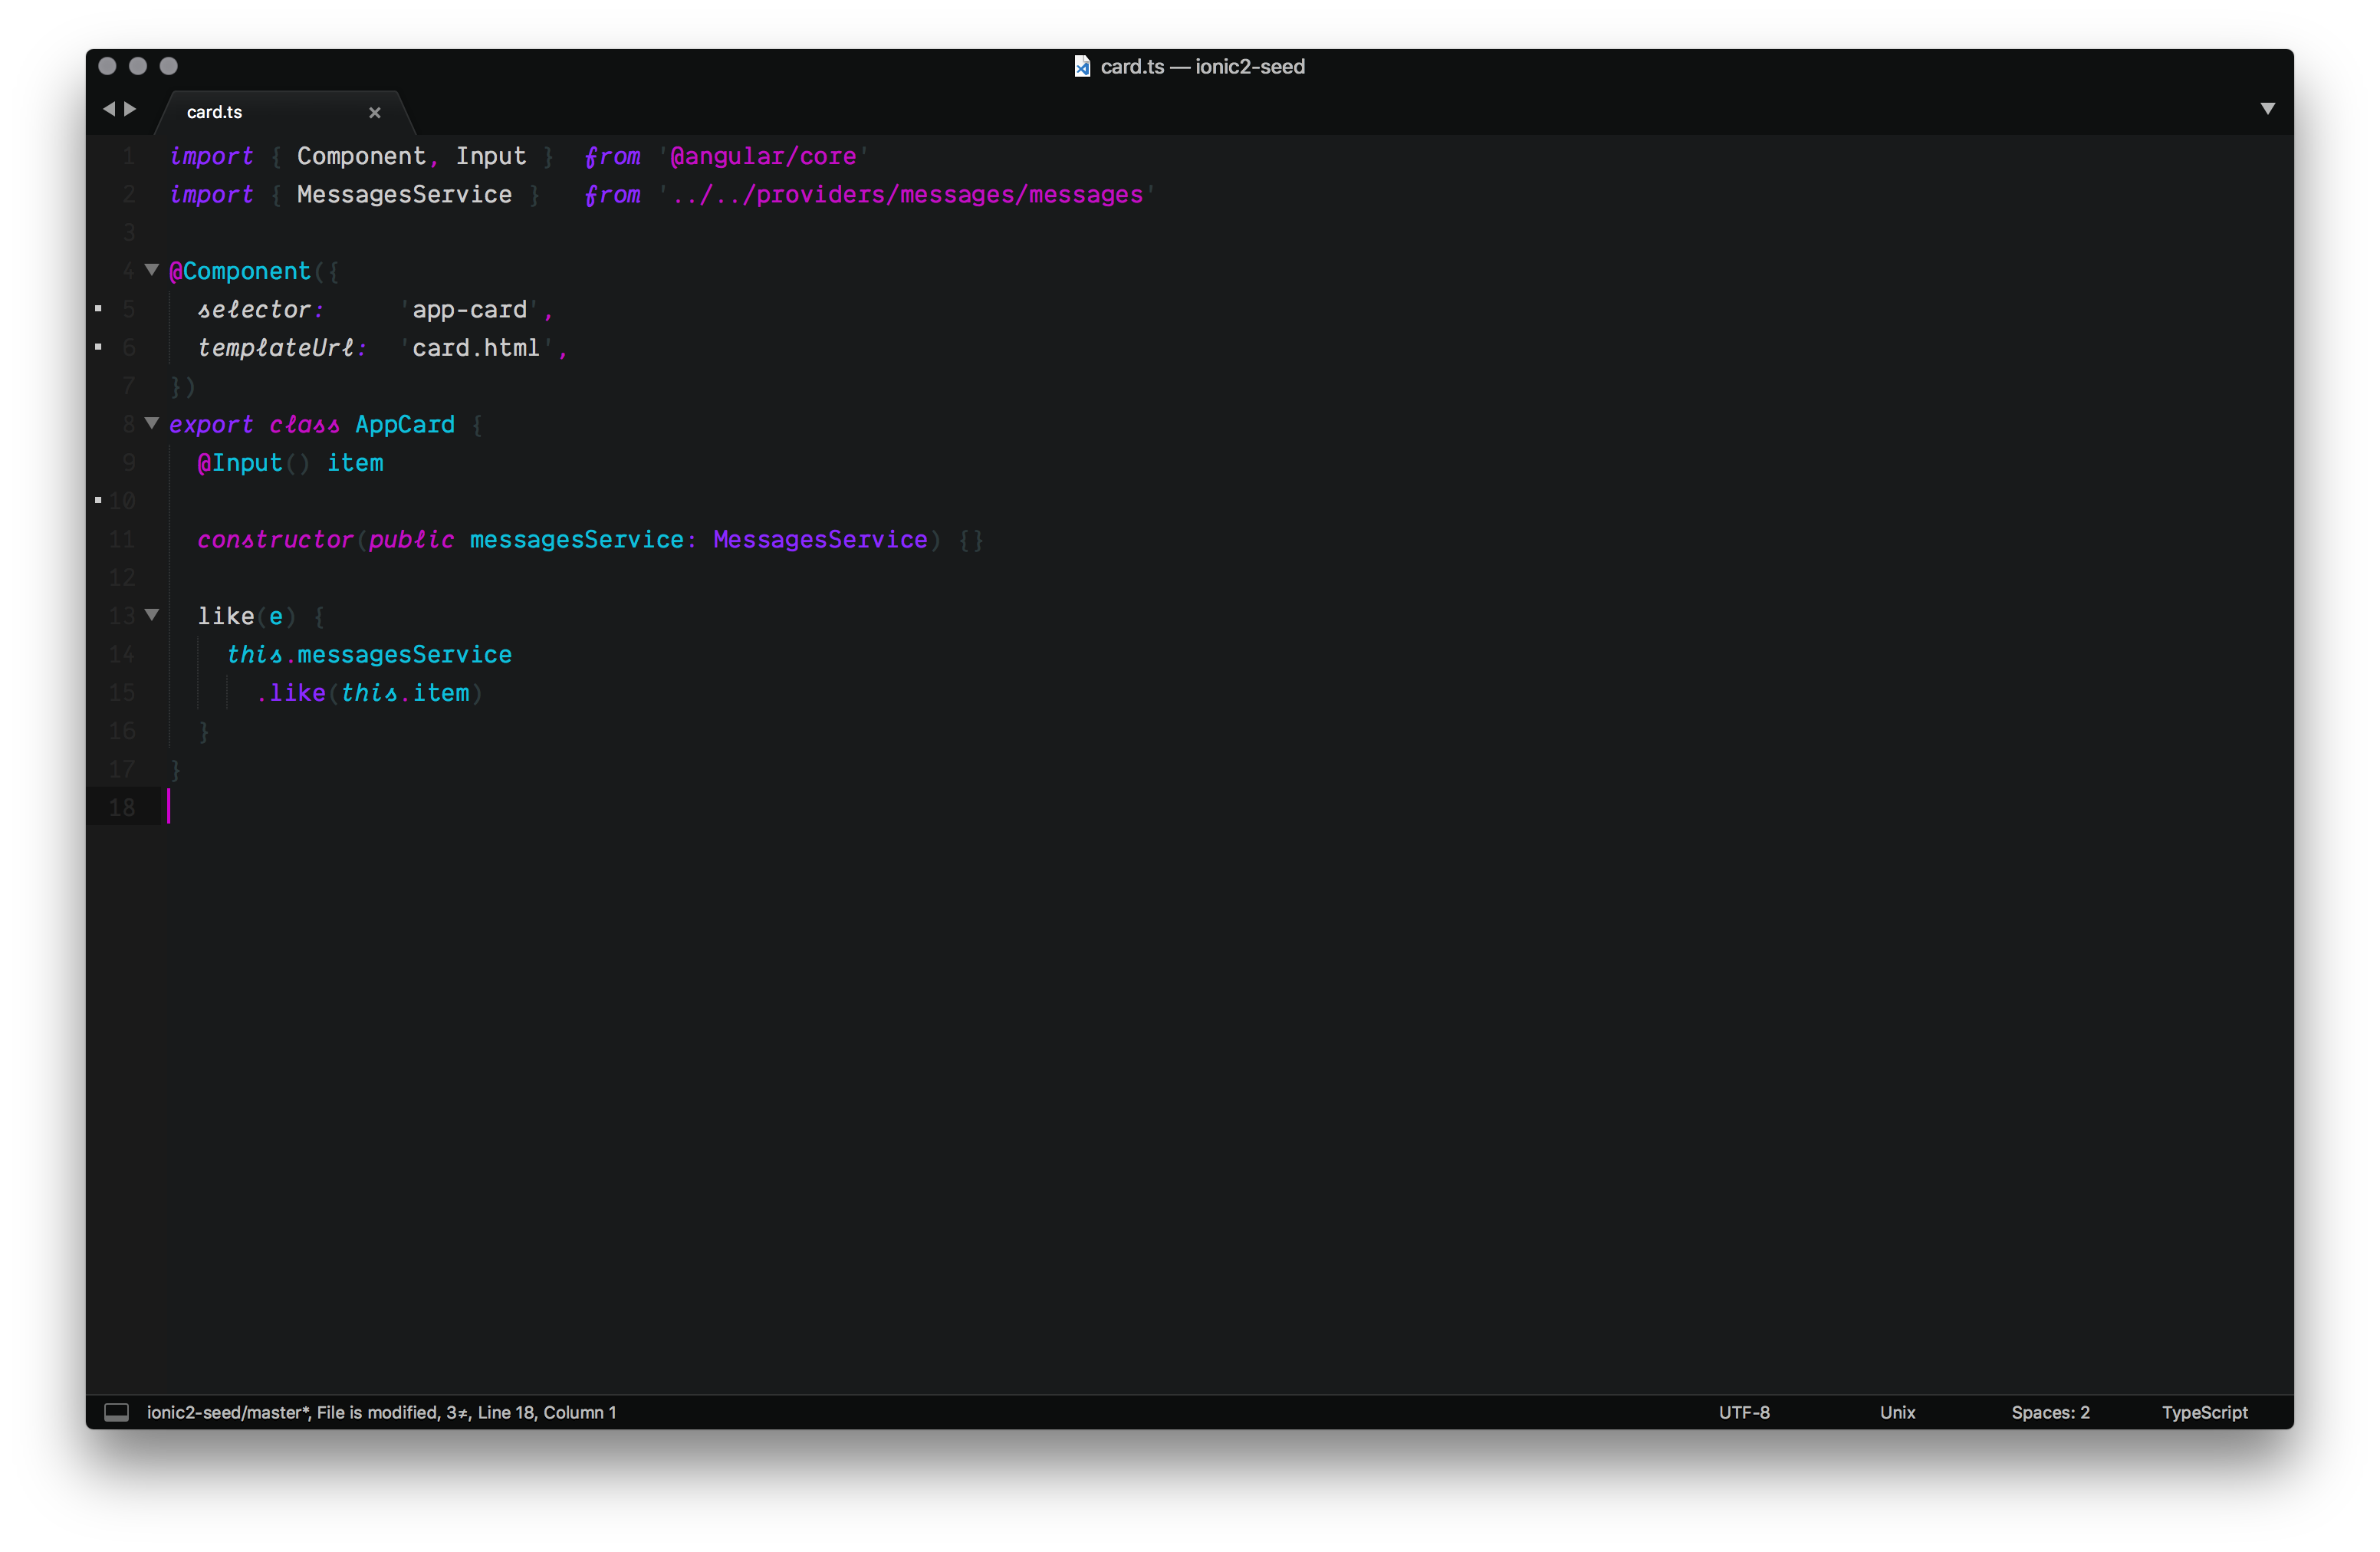 card.ts — ionic2-seed
card.ts
1 import { Component, Input }  from '@angular/core'
2 import { MessagesService }   from '../../providers/messages/messages'
3
4 @Component({
5   selector:     'app-card',
6   templateUrl:  'card.html',
7 })
8 export class AppCard {
9   @Input() item
10
11   constructor(public messagesService: MessagesService) {}
12
13   like(e) {
14     this.messagesService
15       .like(this.item)
16   }
17 }
18
ionic2-seed/master*, File is modified, 3≠, Line 18, Column 1 UTF-8 Unix Spaces: 2 TypeScript